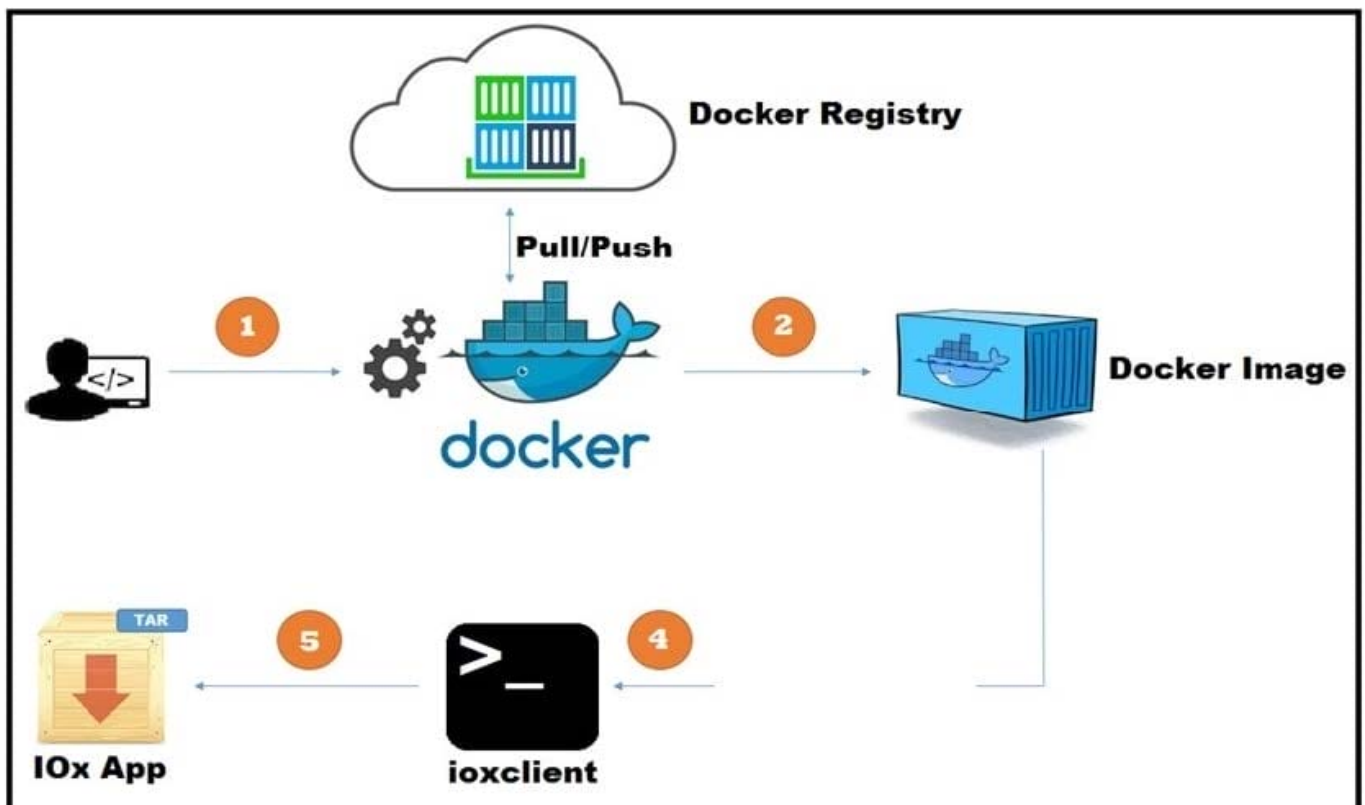 Docker Registry
Pull/Push
1
2
</>
Docker Image
docker
TAR
5
4
>_
IOx App
ioxclient